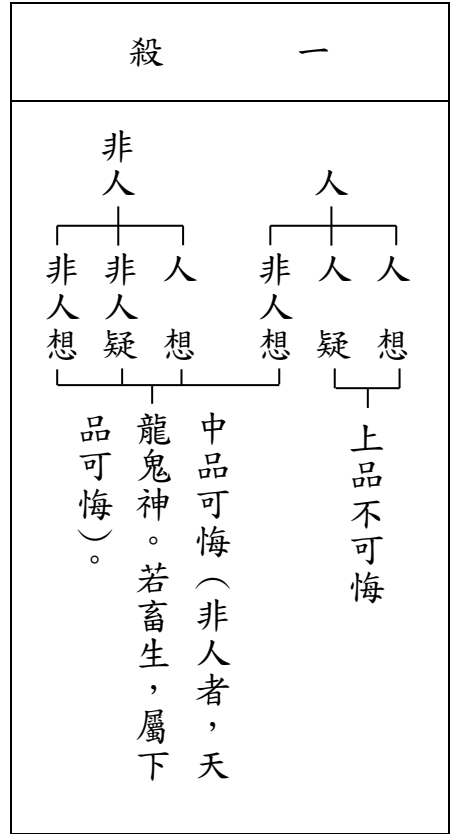 一　殺
人
人想
人疑
非人想
上品不可悔
非人
人想
非人疑
非人想
中品可悔（非人者，天
龍鬼神。若畜生，屬下
品可悔）。